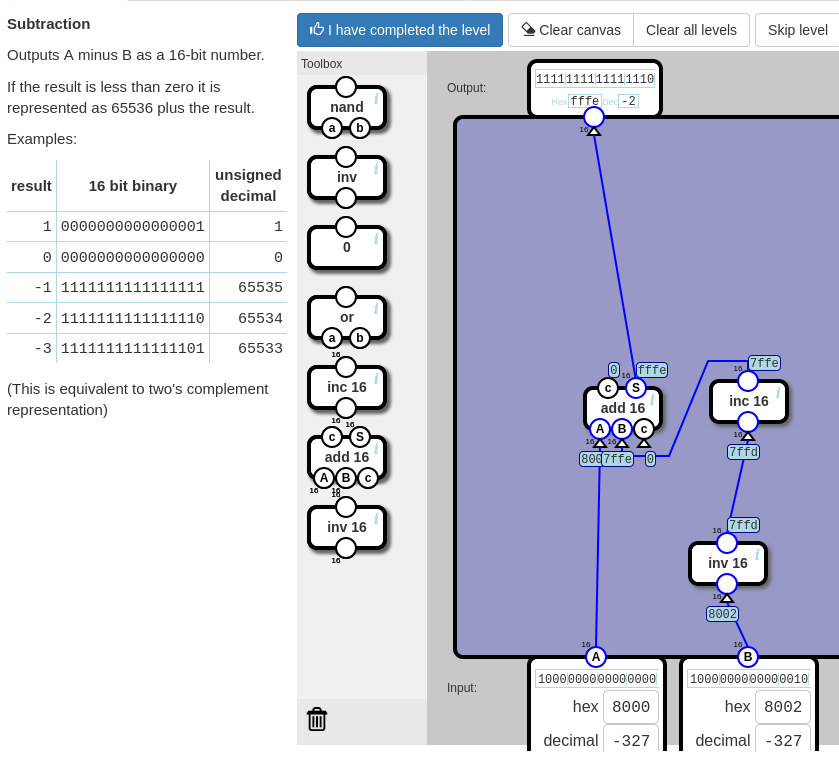 Subtraction
Outputs A minus B as a 16-bit number.
If the result is less than zero it is
represented as 65536 plus the result.
Examples:
result 16 bit binary unsigned decimal
1 0000000000000001 1
0 0000000000000000 0
-1 1111111111111111 65535
-2 1111111111111110 65534
-3 1111111111111101 65533
(This is equivalent to two's complement
representation)
I have completed the level
Clear canvas
Clear all levels
Skip level
Toolbox
nand
i
a b
inv
i
0
i
or
i
a b
16
inc 16
i
16
16
c S
add 16
i
A B c
16 16
16
inv 16
i
16
Output:
1111111111111110
Hex fffe Dec -2
16
0 16 fffe
c S
add 16
i
A B c
16 16
800 7ffe 0
16 7ffe
inc 16
i
16
7ffd
16 7ffd
inv 16
i
16
8002
16 A
16 B
Input:
1000000000000000
hex 8000
decimal -327
1000000000000010
hex 8002
decimal -327